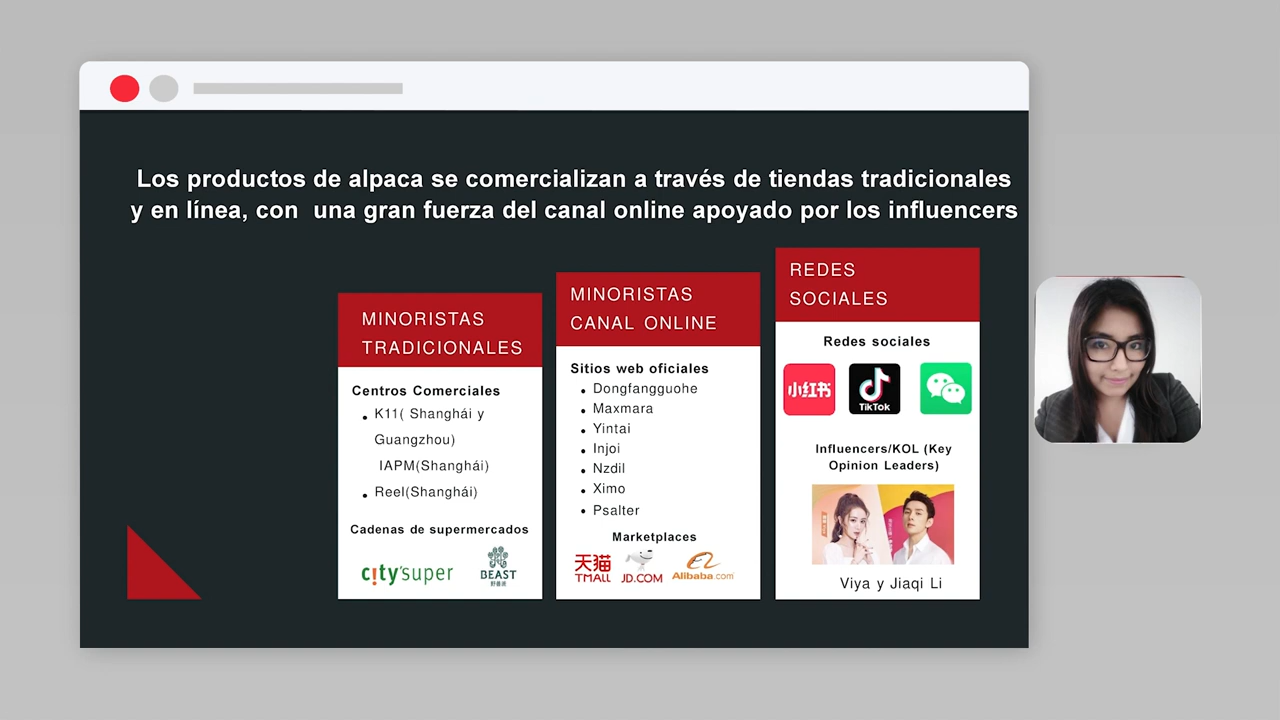 Los productos de alpaca se comercializan a través de tiendas tradicionales
y en línea, con una gran fuerza del canal online apoyado por los influencers
MINORISTAS
TRADICIONALES
Centros Comerciales
K11( Shanghái y
Guangzhou)
IAPM(Shanghái)
Reel(Shanghái)
Cadenas de supermercados
city'super
BEAST
野兽派
MINORISTAS
CANAL ONLINE
Sitios web oficiales
Dongfangguohe
Maxmara
Yintai
Injoi
Nzdil
Ximo
Psalter
Marketplaces
天猫
TMALL
JD.COM
Alibaba.com
REDES
SOCIALES
Redes sociales
小红书
TikTok
Influencers/KOL (Key
Opinion Leaders)
Viya y Jiaqi Li